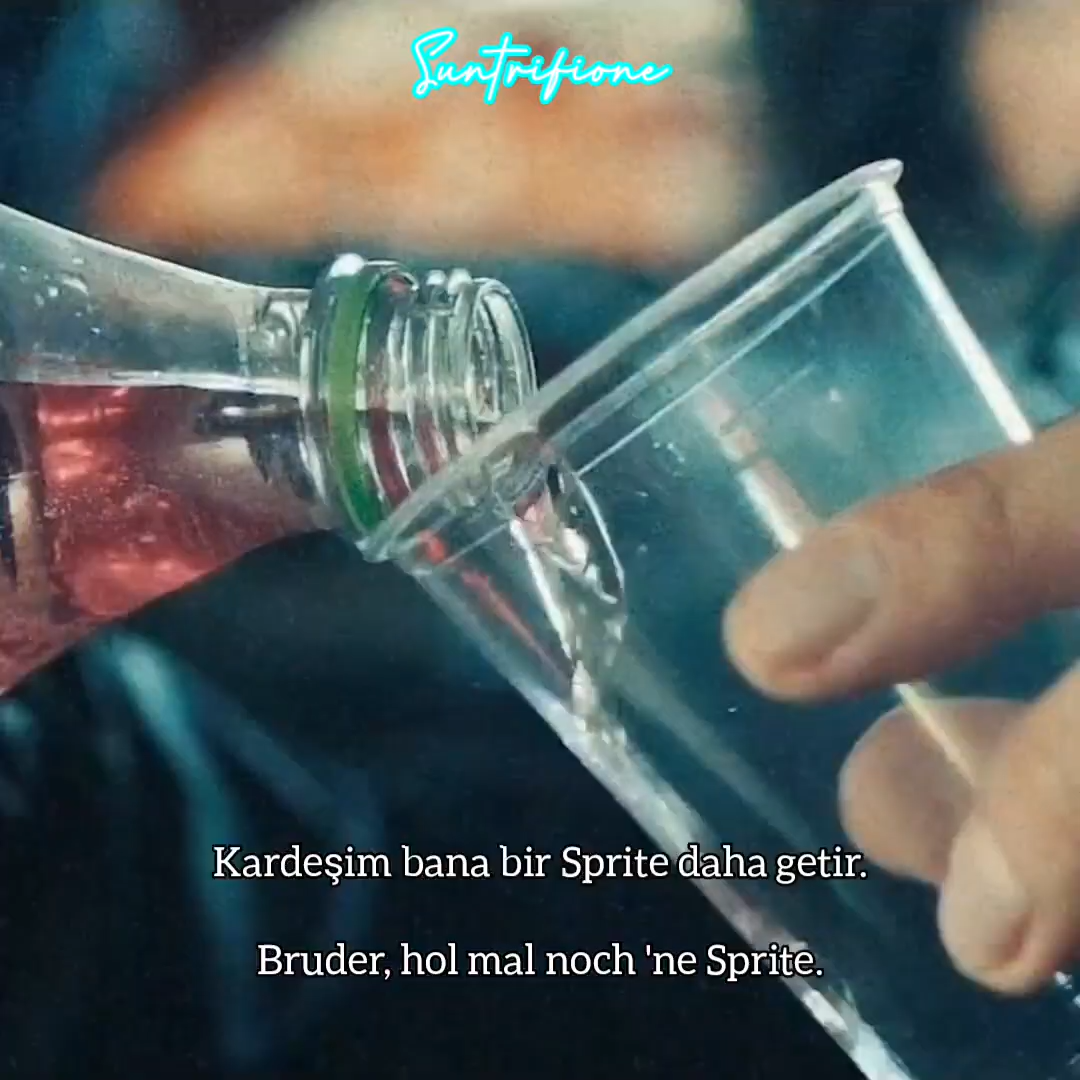 Suntrifione
Kardeşim bana bir Sprite daha getir.
Bruder, hol mal noch 'ne Sprite.